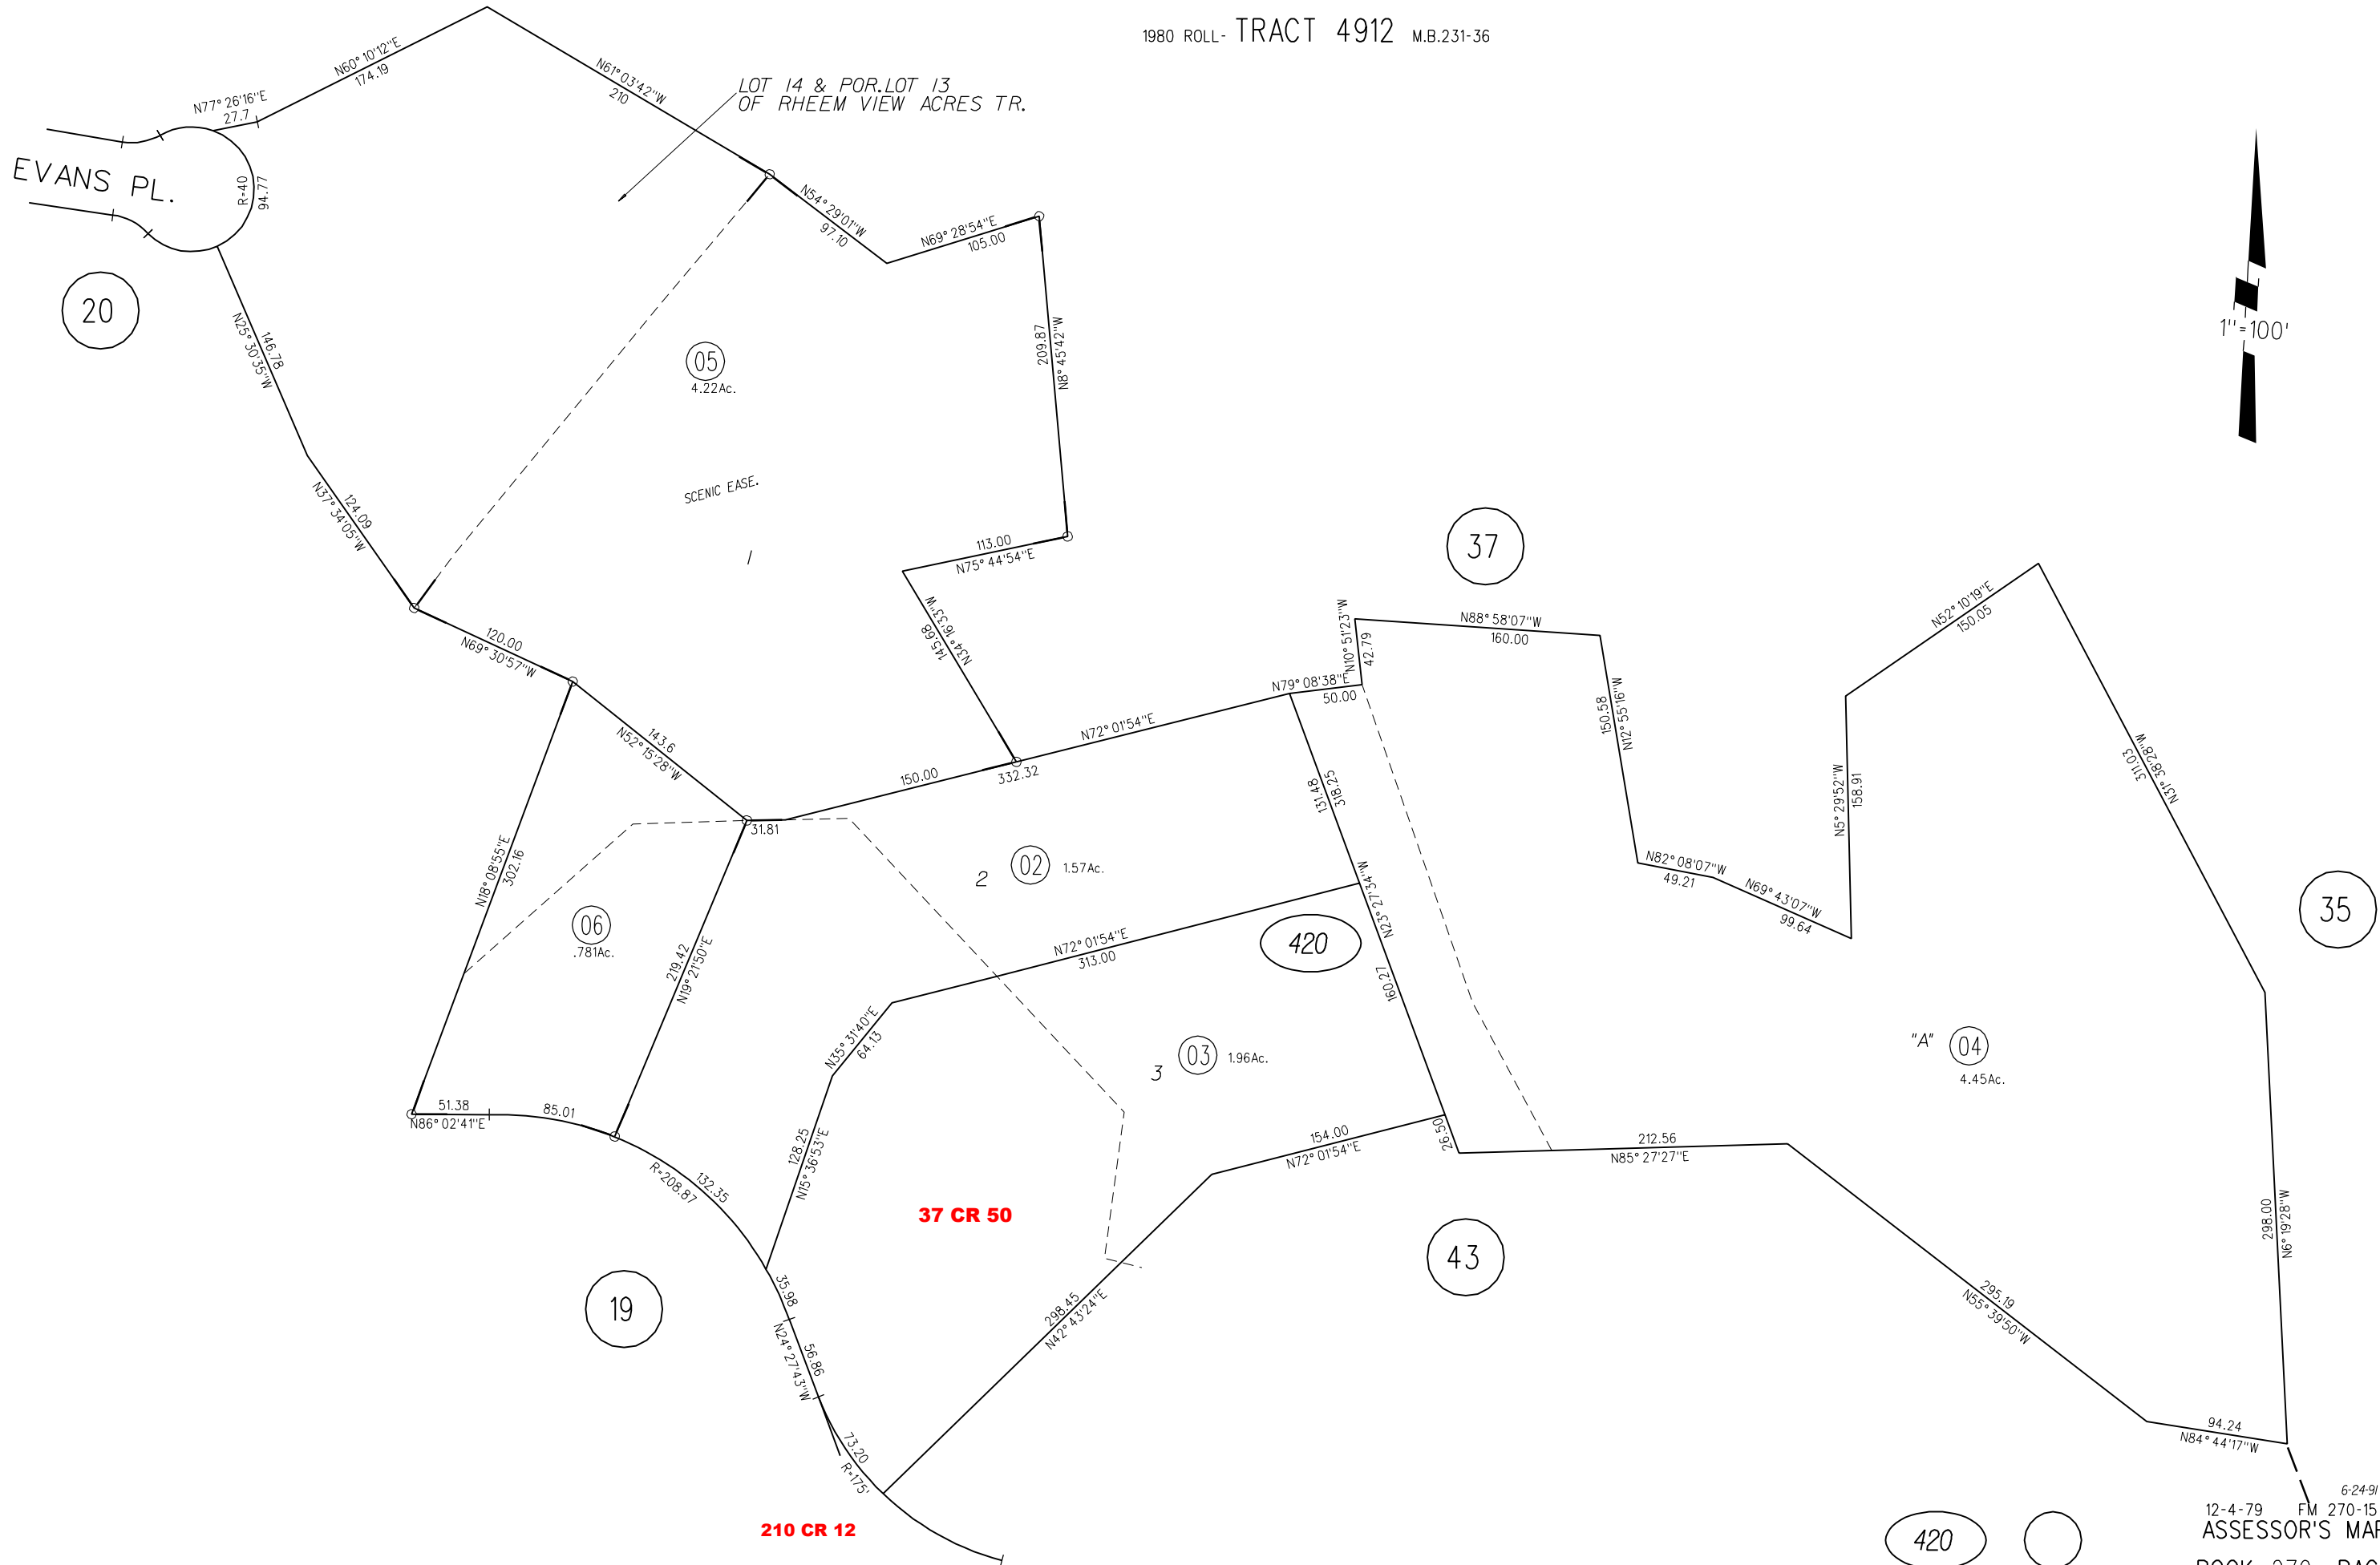 1980 ROLL- TRACT 4912 M.B.231-36
LOT 14 & POR.LOT 13
OF RHEEM VIEW ACRES TR.
N60°10'12"E
174.19
N61°03'42"W
210
N77°26'16"E
27.7
EVANS PL.
R=40
94.77
20
N54°29'01"W
97.10
N69°28'54"E
105.00
209.87
N8°45'42"W
1"=100'
146.78
N25°30'35"W
05
4.22Ac.
SCENIC EASE.
1
124.09
N37°34'05"W
113.00
N75°44'54"E
N34°16'33"W
145.68
120.00
N69°30'57"W
143.6
N52°15'28"W
37
N10°51'23"W
42.79
N88°58'07"W
160.00
N79°08'38"E
50.00
N72°01'54"E
150.00
332.32
31.81
150.58
N12°55'16"W
N52°10'19"E
150.05
N5°29'52"W
158.91
311.03
N31°38'28"W
N82°08'07"W
49.21
N69°43'07"W
99.64
35
131.48
318.25
N23°27'34"W
160.27
26.50
2
02
1.57Ac.
N18°08'55"E
302.16
06
.781Ac.
219.42
N19°21'50"E
N72°01'54"E
313.00
420
N35°31'40"E
64.13
3
03
1.96Ac.
"A"
04
4.45Ac.
51.38
N86°02'41"E
85.01
132.35
R=208.87
128.25
N15°36'53"E
154.00
N72°01'54"E
212.56
N85°27'27"E
37 CR 50
43
298.00
N6°19'28"W
19
35.98
N24°27'43"W
56.86
298.45
N42°43'24"E
295.19
N55°39'50"W
94.24
N84°44'17"W
73.20
R=175'
210 CR 12
420
6-24-91
12-4-79 FM 270-15
ASSESSOR'S MAP